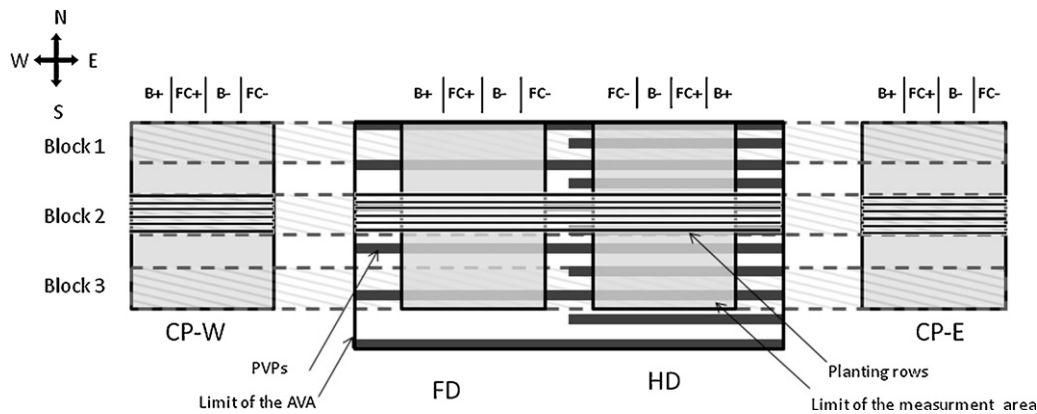 N
W E
S
B+ FC+ B- FC- B+ FC+ B- FC- FC- B- FC+ B+ B+ FC+ B- FC-
Block 1
Block 2
Block 3
CP-W CP-E
PVPs Planting rows
FD HD
Limit of the AVA Limit of the measurment area